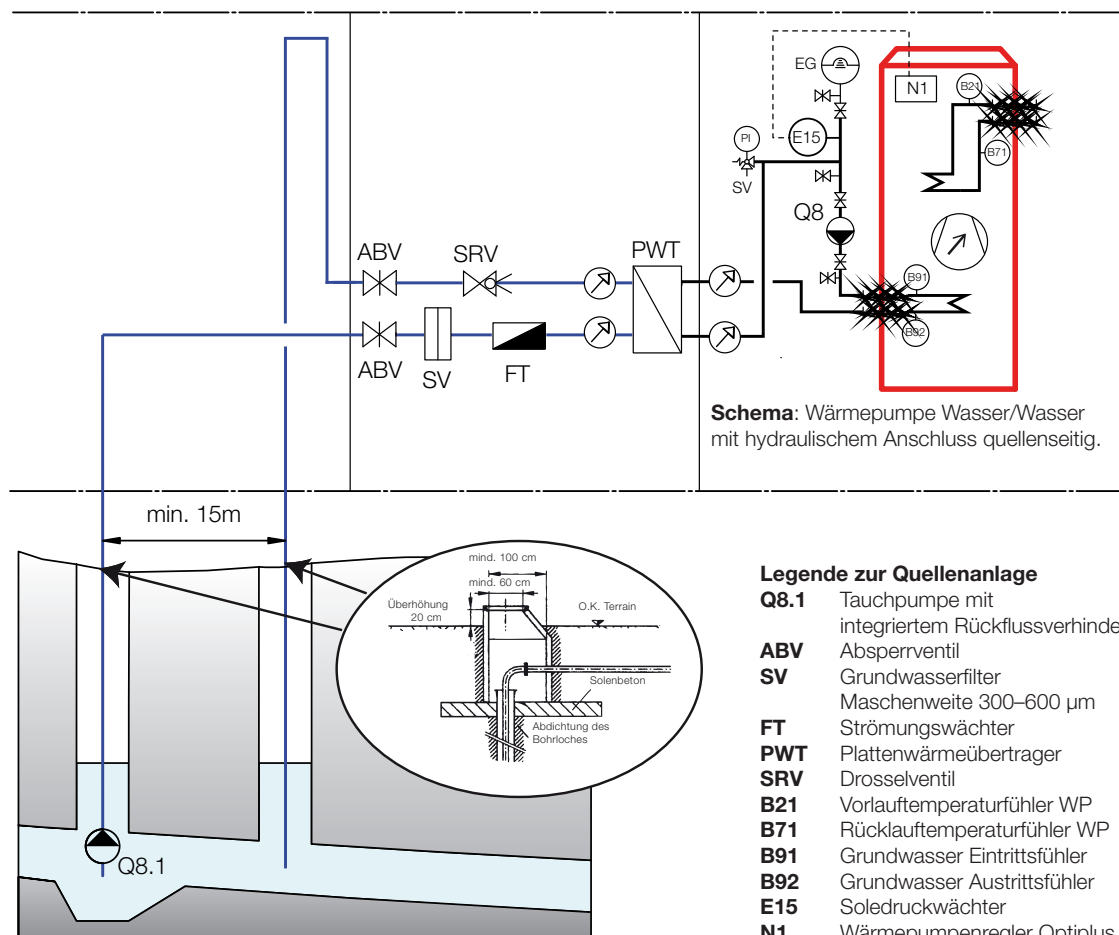 EG
N1
B21
PI
E15
B71
SV
Q8
ABV
SRV
PWT
B91
B92
ABV
SV
FT
Schema: Wärmepumpe Wasser/Wasser
mit hydraulischem Anschluss quellenseitig.
min. 15m
mind. 100 cm
mind. 60 cm
Überhöhung
20 cm
O.K. Terrain
Solenbeton
Abdichtung des
Bohrloches
Q8.1
Legende zur Quellenanlage
Q8.1 Tauchpumpe mit
integriertem Rückflussverhinde
ABV Absperrventil
SV Grundwasserfilter
Maschenweite 300–600 µm
FT Strömungswächter
PWT Plattenwärmeübertrager
SRV Drosselventil
B21 Vorlauftemperaturfühler WP
B71 Rücklauftemperaturfühler WP
B91 Grundwasser Eintrittsfühler
B92 Grundwasser Austrittsfühler
E15 Soledruckwächter
N1 Wärmepumpenregler Optiplus